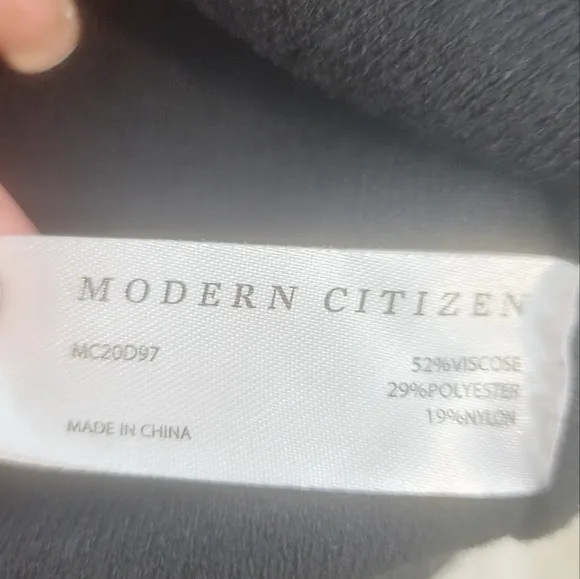 MODERN CITIZEN
MC20D97
52%VISCOSE
29%POLYESTER
19%NYLON
MADE IN CHINA